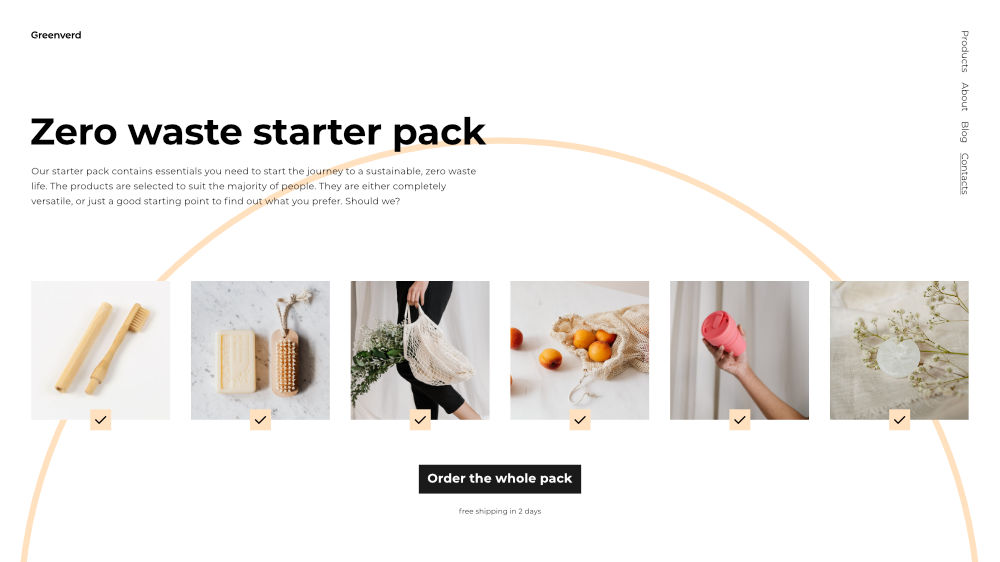 Greenverd
Products About Blog Contacts
Zero waste starter pack
Our starter pack contains essentials you need to start the journey to a sustainable, zero waste
life. The products are selected to suit the majority of people. They are either completely
versatile, or just a good starting point to find out what you prefer. Should we?
Order the whole pack
free shipping in 2 days